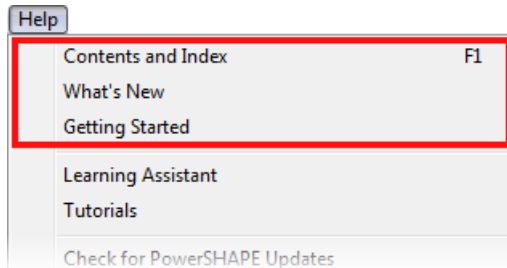 Help
Contents and Index F1
What's New
Getting Started
Learning Assistant
Tutorials
Check for PowerSHAPE Updates